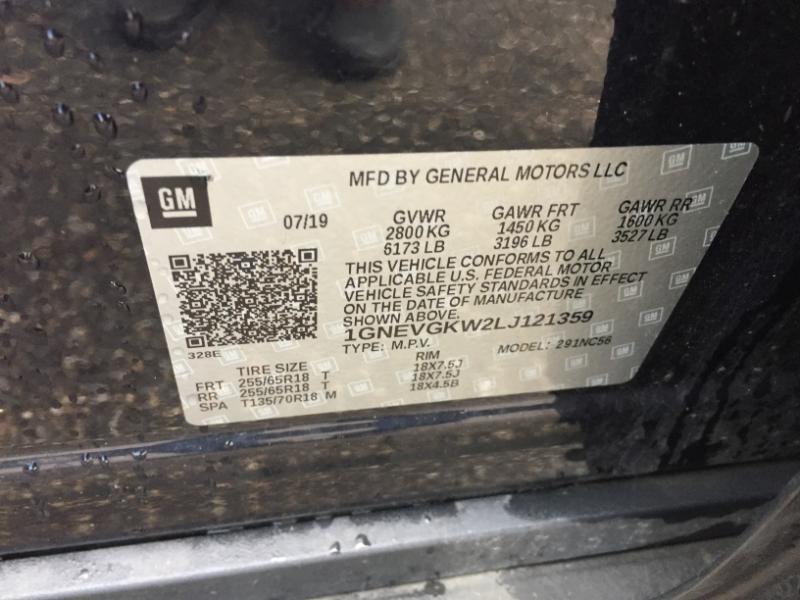 GM
MFD BY GENERAL MOTORS LLC
07/19
GVWR GAWR FRT GAWR RR
2800 KG 1450 KG 1600 KG
6173 LB 3196 LB 3527 LB
THIS VEHICLE CONFORMS TO ALL
APPLICABLE U.S. FEDERAL MOTOR
VEHICLE SAFETY STANDARDS IN EFFECT
ON THE DATE OF MANUFACTURE
SHOWN ABOVE.
1GNEVGKW2LJ121359
328E
TYPE: M.P.V. MODEL: 291NC56
TIRE SIZE RIM
FRT 255/65R18 T 18X7.5J
RR 255/65R18 T 18X7.5J
SPA T135/70R18 M 18X4.5B